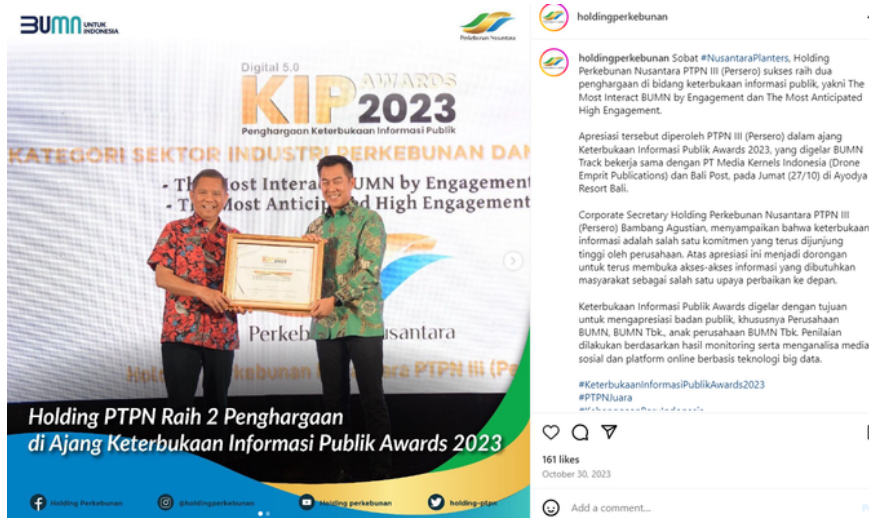 BUMN UNTUK INDONESIA
Perkebunan Nusantara
Digital 5.0
KIP AWARDS
2023
Penghargaan Keterbukaan Informasi Publik
KATEGORI SEKTOR INDUSTRI PERKEBUNAN DAN
- The Most Interact BUMN by Engagement
- The Most Anticipated High Engagement
KIP
Perkebunan Nusantara
Holding PTPN Raih 2 Penghargaan
di Ajang Keterbukaan Informasi Publik Awards 2023
Holding Perkebunan
@holdingperkebunan
Holding perkebunan
holding-ptpn
holdingperkebunan
holdingperkebunan Sobat #NusantaraPlanters, Holding
Perkebunan Nusantara PTPN III (Persero) sukses raih dua
penghargaan di bidang keterbukaan informasi publik, yakni The
Most Interact BUMN by Engagement dan The Most Anticipated
High Engagement.
Apresiasi tersebut diperoleh PTPN III (Persero) dalam ajang
Keterbukaan Informasi Publik Awards 2023, yang digelar BUMN
Track bekerja sama dengan PT Media Kernels Indonesia (Drone
Emprit Publications) dan Bali Post, pada Jumat (27/10) di Ayodya
Resort Bali.
Corporate Secretary Holding Perkebunan Nusantara PTPN III
(Persero) Bambang Agustian, menyampaikan bahwa keterbukaan
informasi adalah salah satu komitmen yang terus dijunjung
tinggi oleh perusahaan. Atas apresiasi ini menjadi dorongan
untuk terus membuka akses-akses informasi yang dibutuhkan
masyarakat sebagai salah satu upaya perbaikan ke depan.
Keterbukaan Informasi Publik Awards digelar dengan tujuan
untuk mengapresiasi badan publik, khususnya Perusahaan
BUMN, BUMN Tbk., anak perusahaan BUMN Tbk. Penilaian
dilakukan berdasarkan hasil monitoring serta menganalisa media
sosial dan platform online berbasis teknologi big data.
#KeterbukaanInformasiPublikAwards2023
#PTPNJuara
161 likes
October 30, 2023
Add a comment...